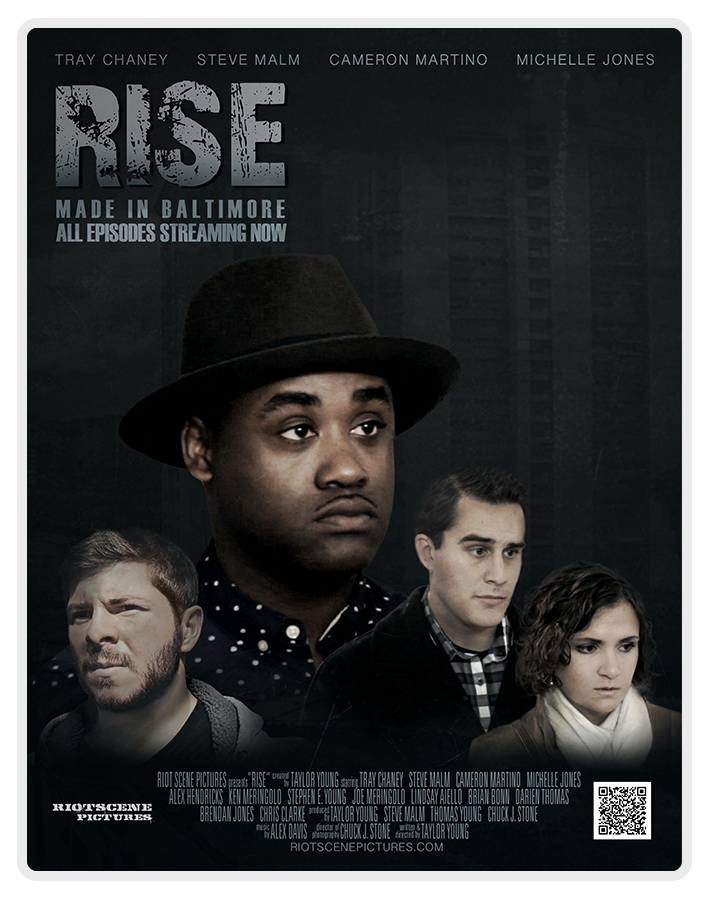 TRAY CHANEY STEVE MALM CAMERON MARTINO MICHELLE JONES
RISE
MADE IN BALTIMORE
ALL EPISODES STREAMING NOW
RIOT SCENE PICTURES presents "RISE" created by TAYLOR YOUNG starring TRAY CHANEY STEVE MALM CAMERON MARTINO MICHELLE JONES
ALEX HENDRICKS KEN MERINGOLO STEPHEN E. YOUNG JOE MERINGOLO LINDSAY AIELLO BRIAN BONN DARIEN THOMAS
BRENDAN JONES CHRIS CLARKE produced by TAYLOR YOUNG STEVE MALM THOMAS YOUNG CHUCK J. STONE
music by ALEX DAVIS director of photography CHUCK J. STONE written & directed by TAYLOR YOUNG
RIOTSCENE
PICTURES
RIOTSCENEPICTURES.COM